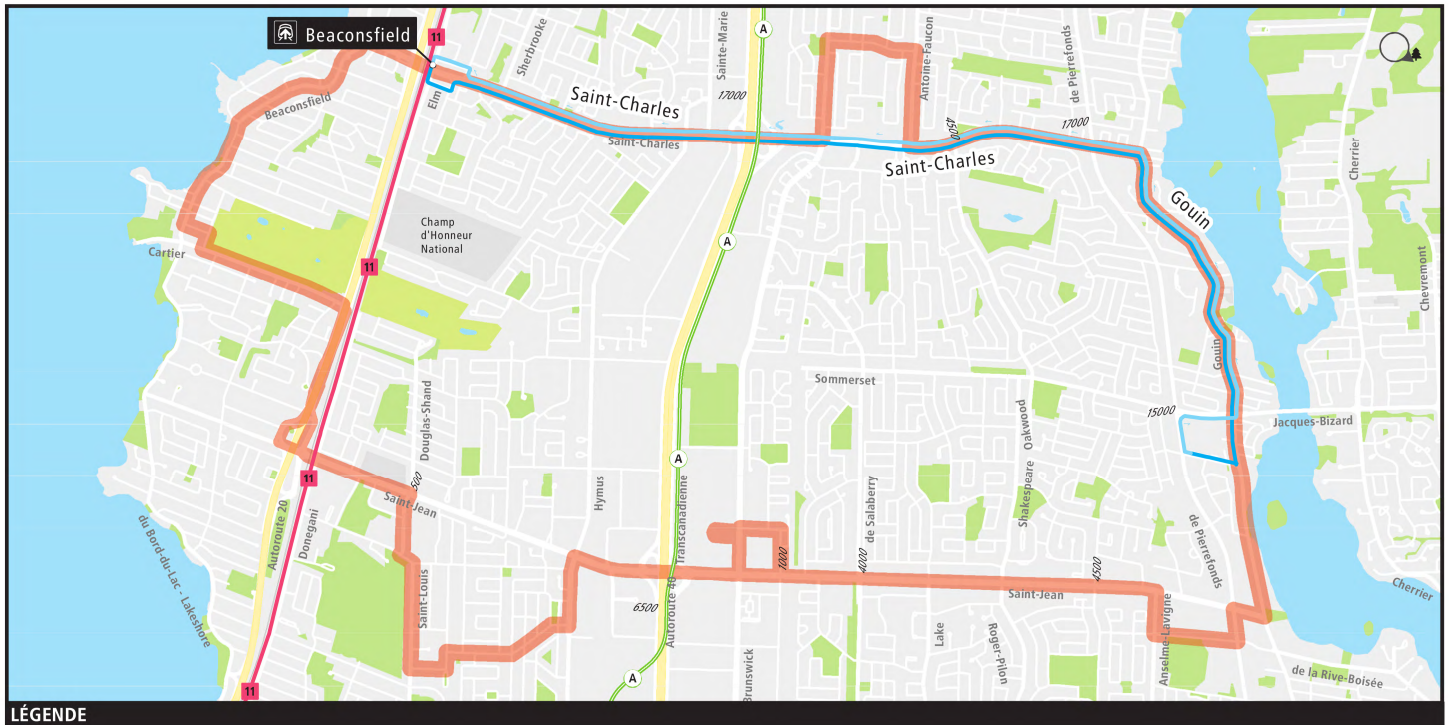 Beaconsfield
11
A
Sherbrooke
Sainte-Marie
17000
Antoine-Faucon
de Pierrefonds
Elm
Beaconsfield
Saint-Charles
Saint-Charles
4500
17000
Saint-Charles
Cherrier
Gouin
Cartier
Champ
d'Honneur
National
A
11
Chevremont
Gouin
Sommerset
Douglas-Shand
Oakwood
15000
Jacques-Bizard
A
11
500
Saint-Jean
Hymus
Transcanadienne
de Salaberry
Shakespeare
Autoroute 20
Donegani
du Bord-du-Lac - Lakeshore
de Pierrefonds
1000
4000
4500
Saint-Jean
Cherrier
Saint-Louis
6500
Autoroute 40
Lake
Roger-Pilon
Anselme-Lavigne
Brunswick
de la Rive-Boisée
A
11
LÉGENDE